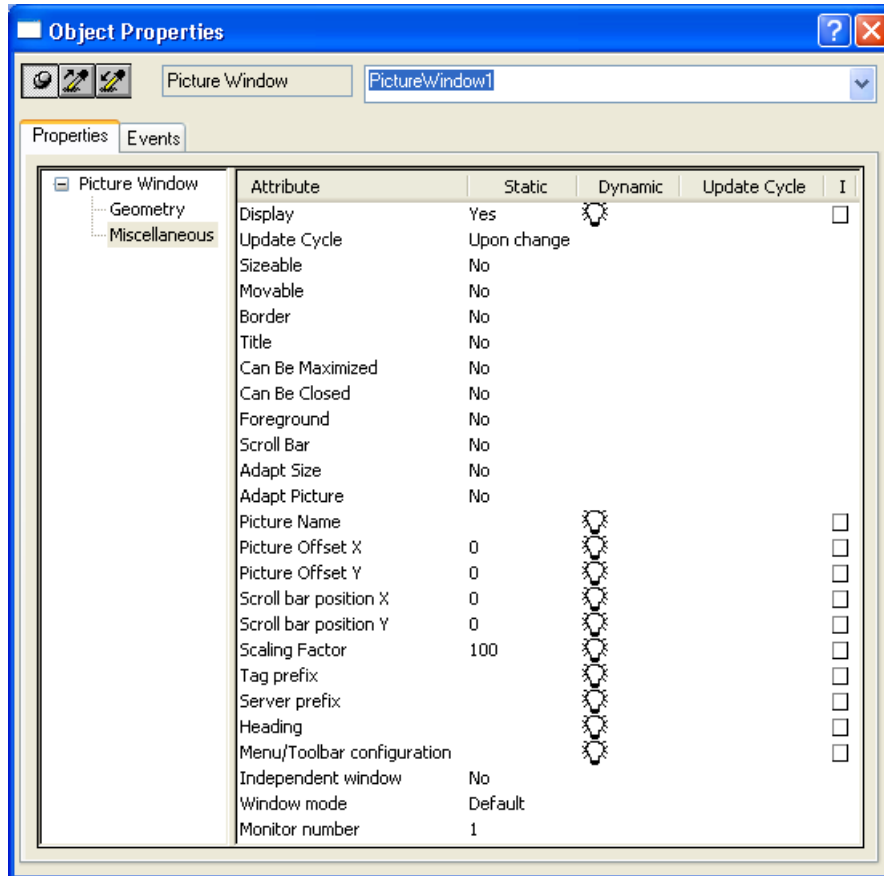 Object Properties
Picture Window PictureWindow1
Properties Events
Picture Window
Geometry
Miscellaneous
Attribute Static Dynamic Update Cycle I
Display Yes
Update Cycle Upon change
Sizeable No
Movable No
Border No
Title No
Can Be Maximized No
Can Be Closed No
Foreground No
Scroll Bar No
Adapt Size No
Adapt Picture No
Picture Name
Picture Offset X 0
Picture Offset Y 0
Scroll bar position X 0
Scroll bar position Y 0
Scaling Factor 100
Tag prefix
Server prefix
Heading
Menu/Toolbar configuration
Independent window No
Window mode Default
Monitor number 1